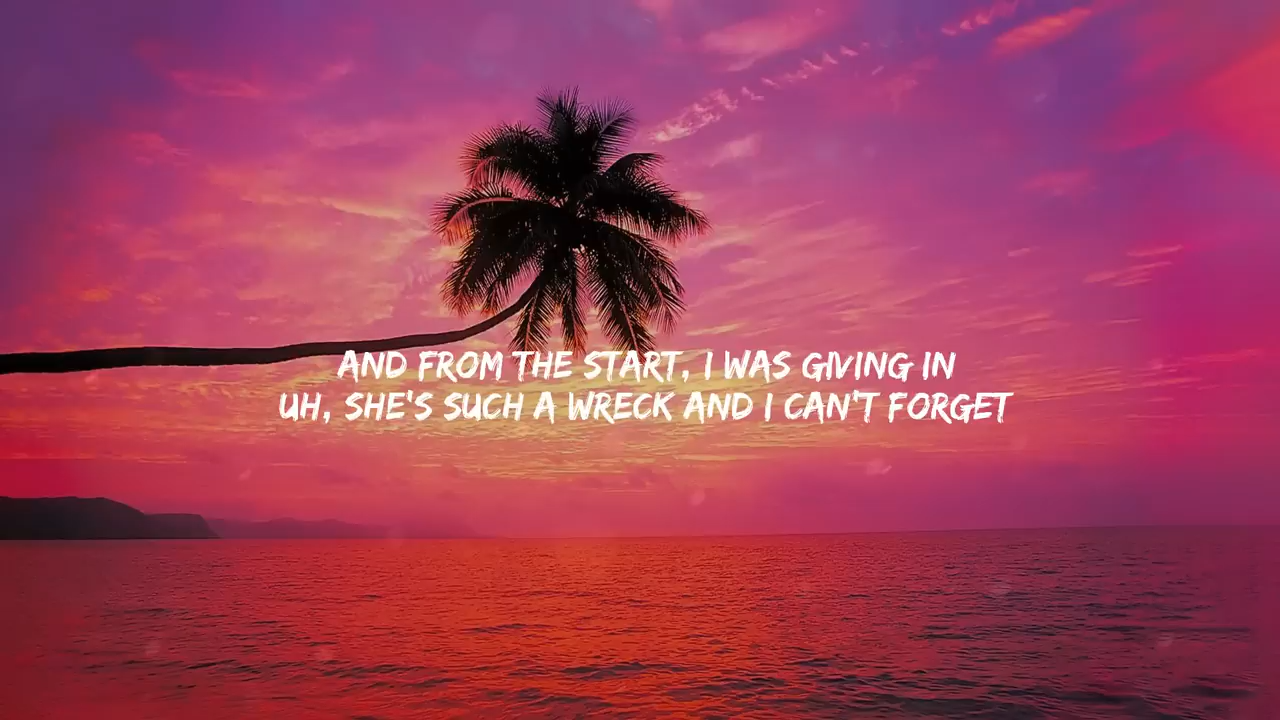 AND FROM THE START, I WAS GIVING IN
UH, SHE'S SUCH A WRECK AND I CAN'T FORGET